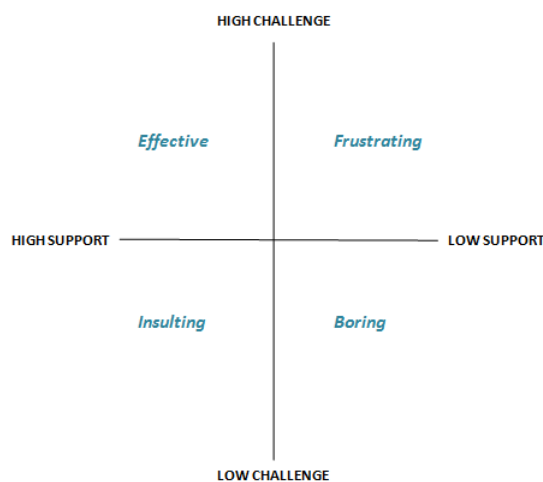 HIGH CHALLENGE
Effective
Frustrating
HIGH SUPPORT
LOW SUPPORT
Insulting
Boring
LOW CHALLENGE